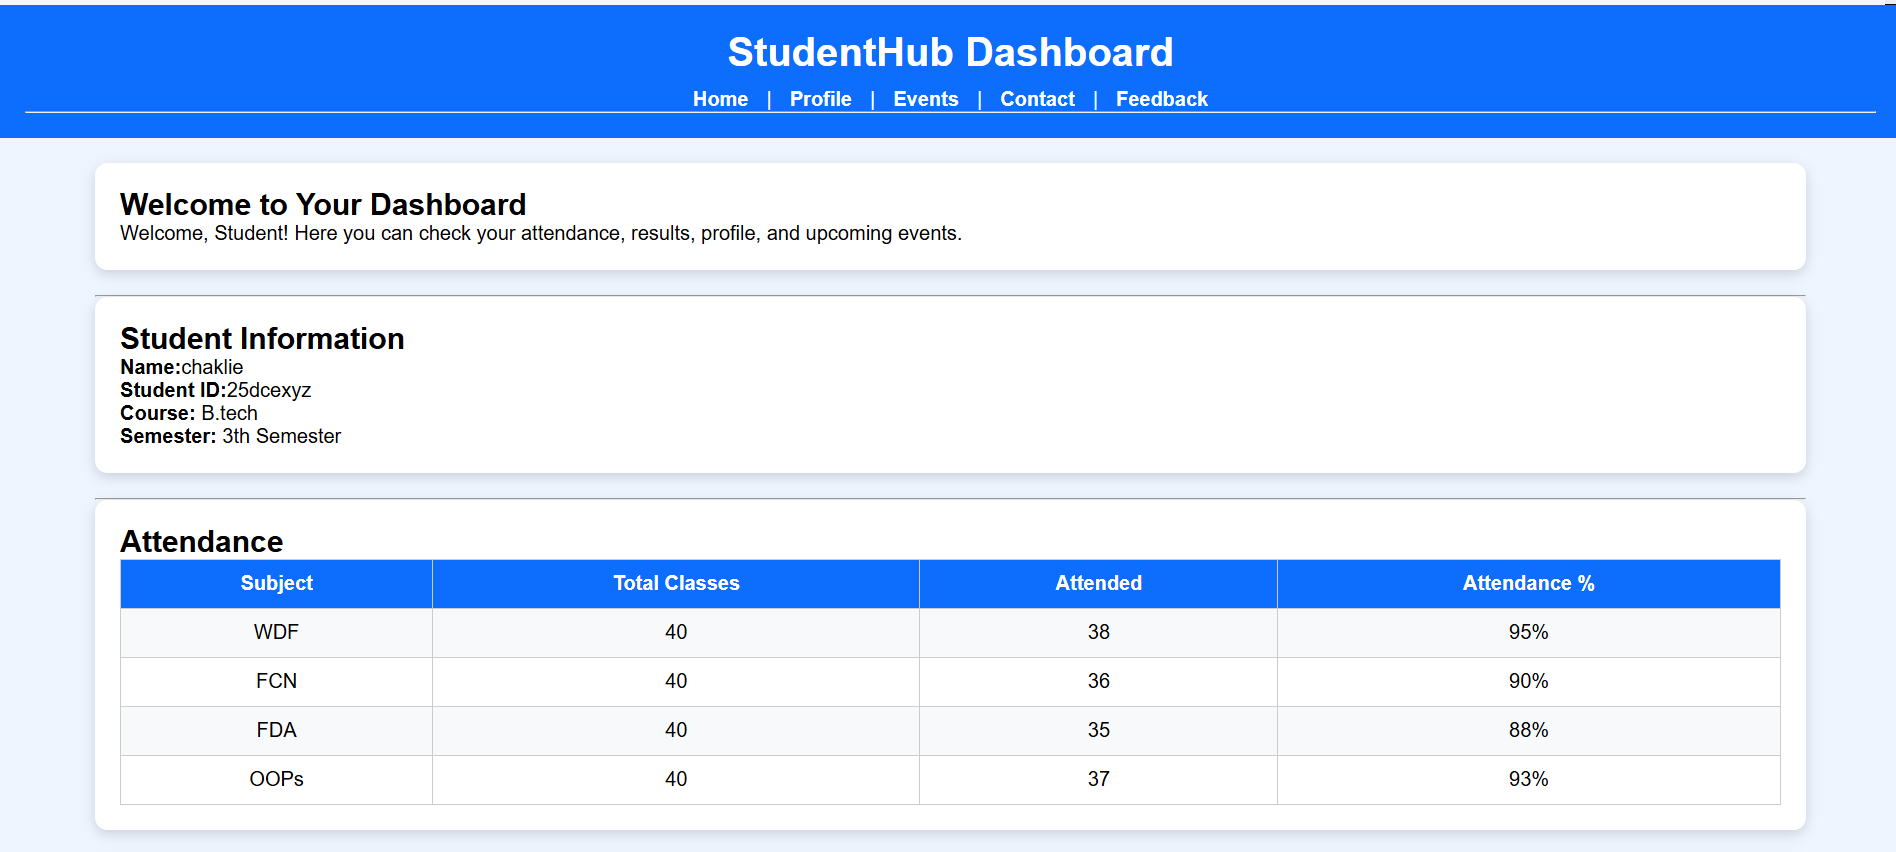 StudentHub Dashboard
Home | Profile | Events | Contact | Feedback
Welcome to Your Dashboard
Welcome, Student! Here you can check your attendance, results, profile, and upcoming events.
Student Information
Name:chaklie
Student ID:25dcexyz
Course: B.tech
Semester: 3th Semester
Attendance
Subject Total Classes Attended Attendance %
WDF 40 38 95%
FCN 40 36 90%
FDA 40 35 88%
OOPs 40 37 93%